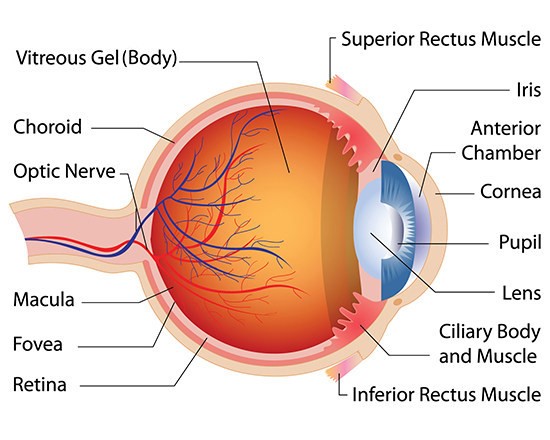 Superior Rectus Muscle
Vitreous Gel (Body)
Iris
Choroid
Anterior
Chamber
Optic Nerve
Cornea
Pupil
Macula
Lens
Fovea
Ciliary Body
and Muscle
Retina
Inferior Rectus Muscle